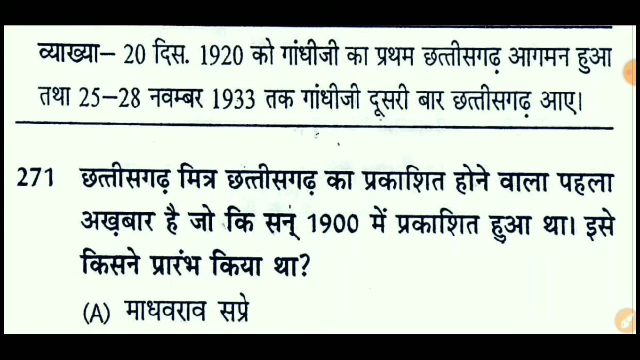 व्याख्या– 20 दिस. 1920 को गांधीजी का प्रथम छत्तीसगढ़ आगमन हुआ
तथा 25–28 नवम्बर 1933 तक गांधीजी दूसरी बार छत्तीसगढ़ आए।
271 छत्तीसगढ़ मित्र छत्तीसगढ़ का प्रकाशित होने वाला पहला
अख़बार है जो कि सन् 1900 में प्रकाशित हुआ था। इसे
किसने प्रारंभ किया था?
(A) माधवराव सप्रे